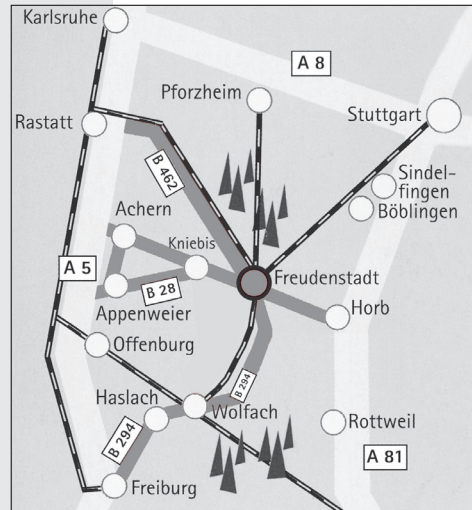 Karlsruhe
A 8
Pforzheim
Stuttgart
Rastatt
B 462
Sindel-
fingen
Böblingen
Achern
Kniebis
A 5
B 28
Freudenstadt
Appenweier
Horb
Offenburg
B 294
Haslach
Wolfach
Rottweil
B 294
A 81
Freiburg